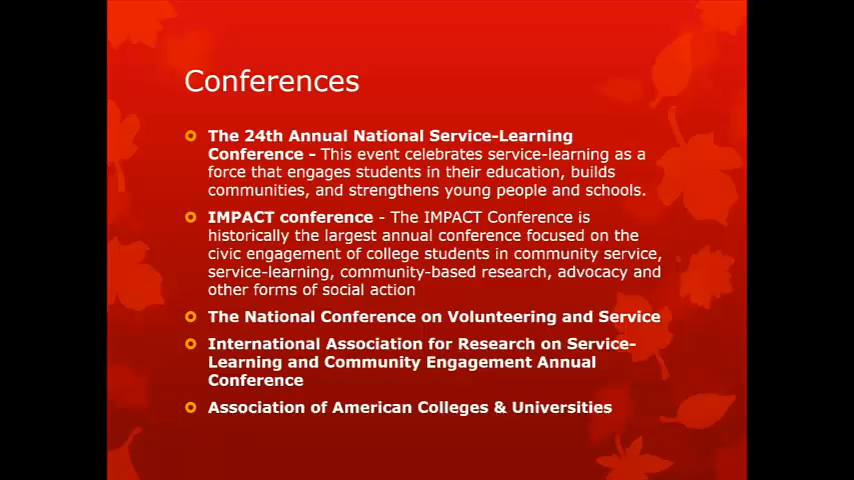 Conferences
The 24th Annual National Service-Learning
Conference - This event celebrates service-learning as a
force that engages students in their education, builds
communities, and strengthens young people and schools.
IMPACT conference - The IMPACT Conference is
historically the largest annual conference focused on the
civic engagement of college students in community service,
service-learning, community-based research, advocacy and
other forms of social action
The National Conference on Volunteering and Service
International Association for Research on Service-
Learning and Community Engagement Annual
Conference
Association of American Colleges & Universities